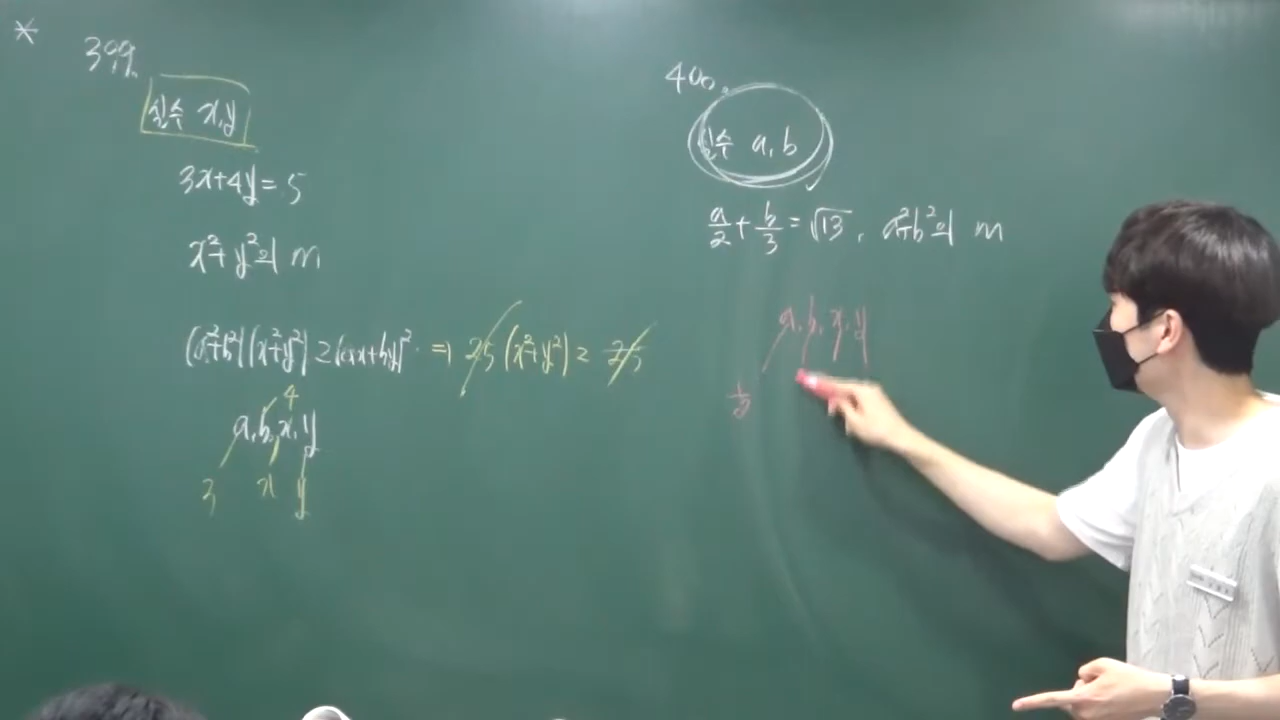 *
399.
실수 x, y
3x+4y=5
x²+y²의 m
(a²+b²)(x²+y²)≥(ax+by)² ⇒ 25(x²+y²)≥25
4
a, b, x, y
3 x y
400.
실수 a, b
a/2+b/3=√13, a²+b²의 m
a, b, x, y
1/2